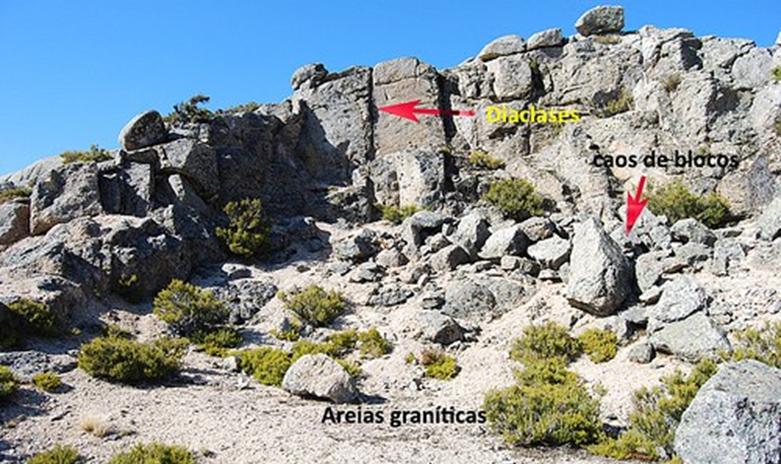 Diaclases
caos de blocos
Areias graníticas